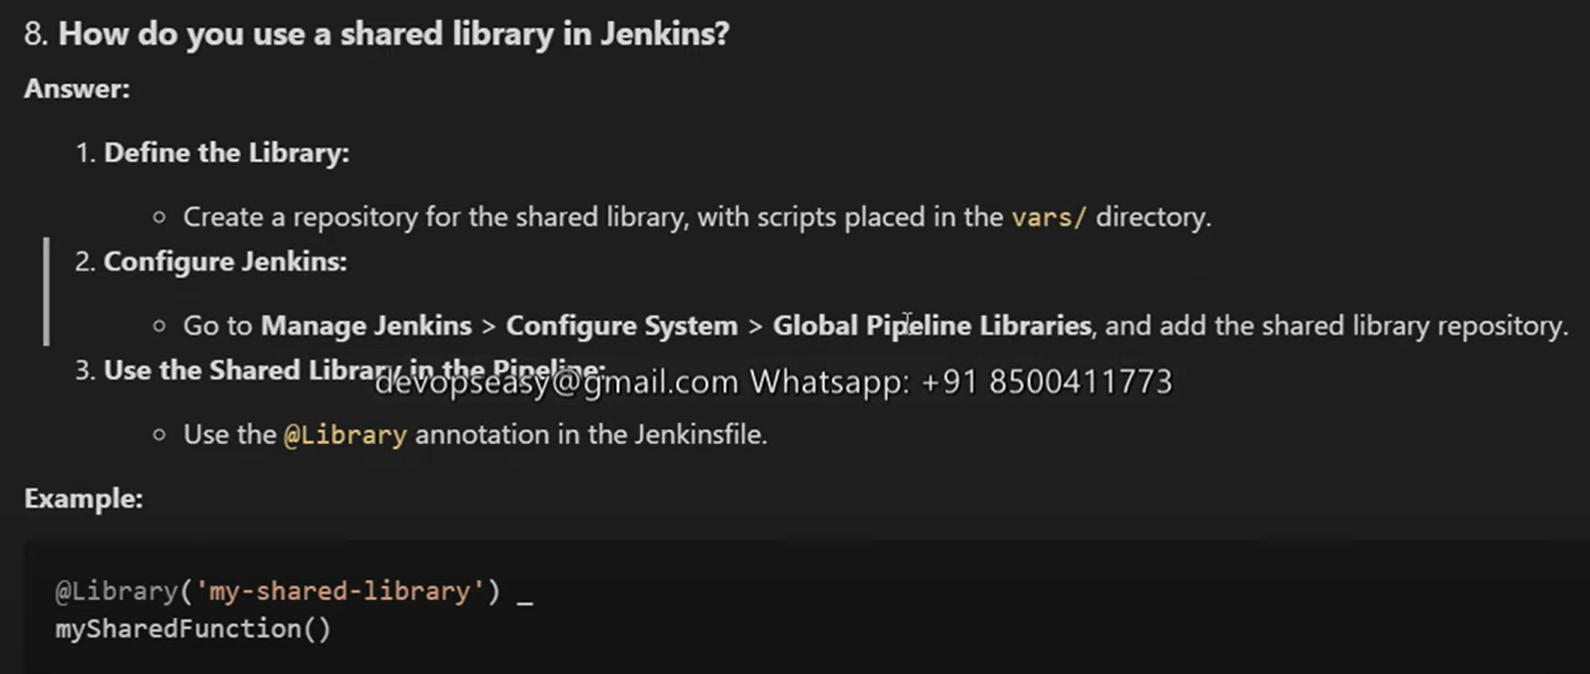 8. How do you use a shared library in Jenkins?
Answer:
1. Define the Library:
○ Create a repository for the shared library, with scripts placed in the vars/ directory.
2. Configure Jenkins:
○ Go to Manage Jenkins > Configure System > Global Pipeline Libraries, and add the shared library repository.
3. Use the Shared Library in the Pipeline:
devopseasy@gmail.com Whatsapp: +91 8500411773
○ Use the @Library annotation in the Jenkinsfile.
Example:
@Library('my-shared-library') _
mySharedFunction()